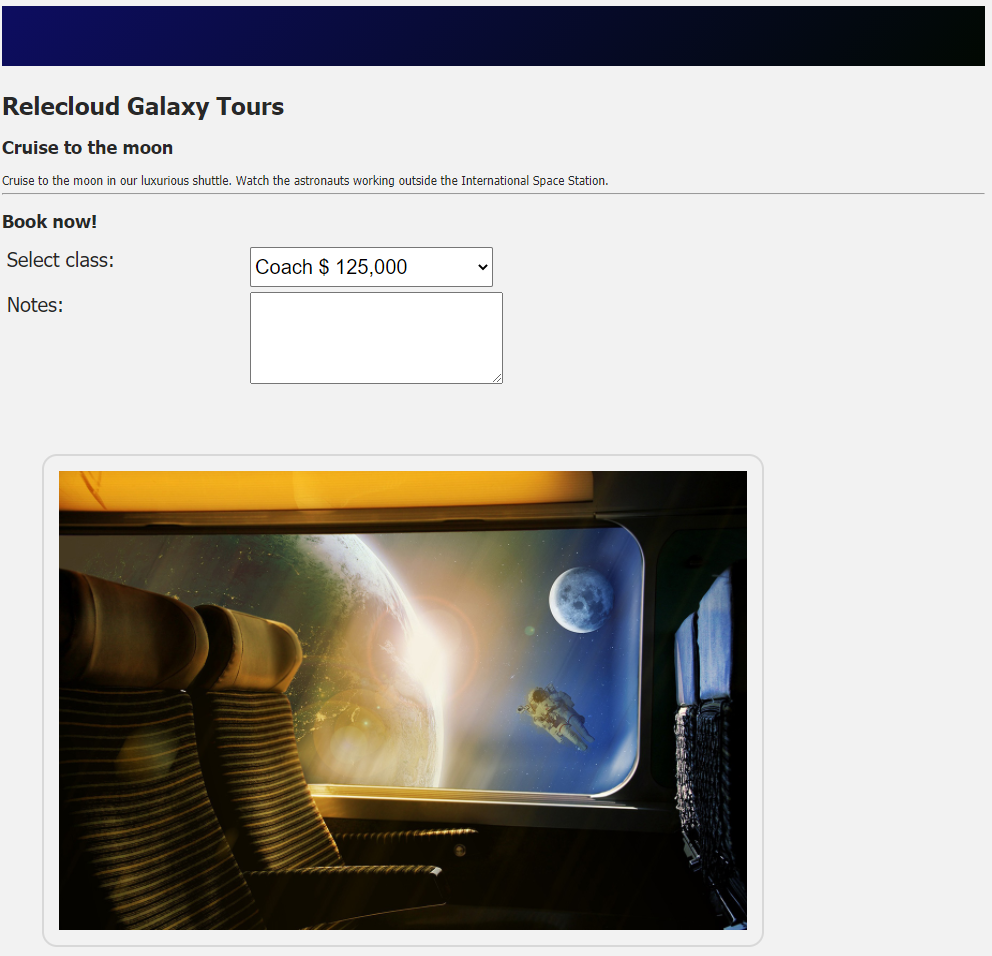 Relecloud Galaxy Tours
Cruise to the moon
Cruise to the moon in our luxurious shuttle. Watch the astronauts working outside the International Space Station.
Book now!
Select class:
Coach $ 125,000
Notes: